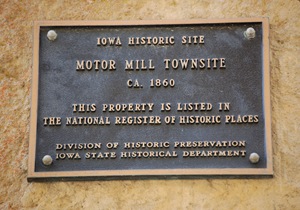 IOWA HISTORIC SITE
MOTOR MILL TOWNSITE
CA. 1860
THIS PROPERTY IS LISTED IN
THE NATIONAL REGISTER OF HISTORIC PLACES
DIVISION OF HISTORIC PRESERVATION
IOWA STATE HISTORICAL DEPARTMENT